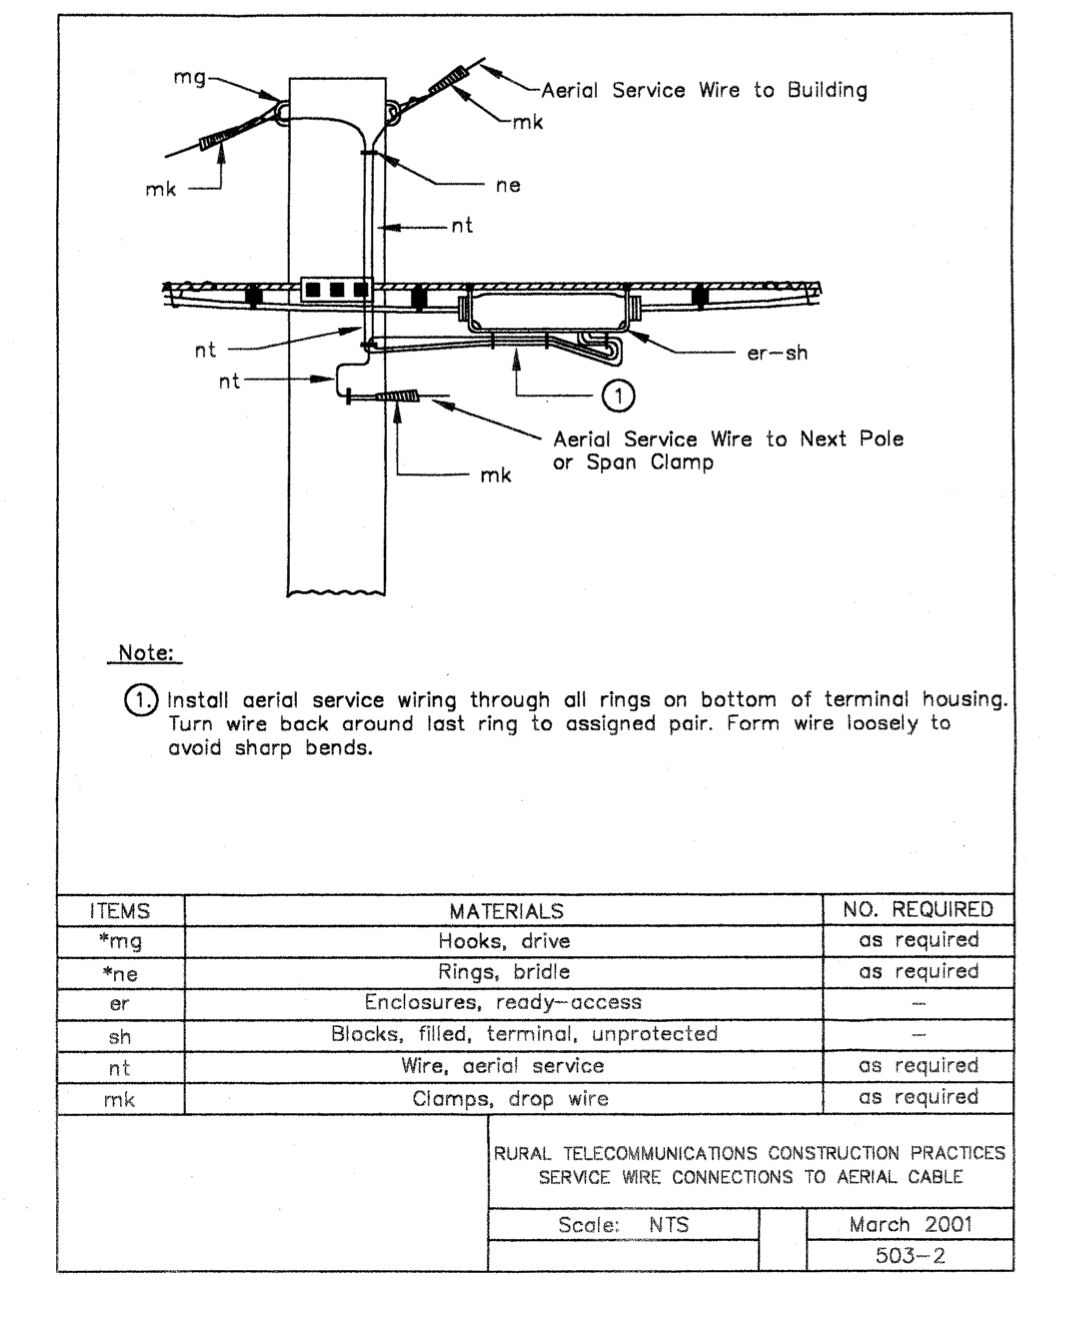 mg
Aerial Service Wire to Building
mk
mk
ne
nt
nt
er-sh
nt
1
Aerial Service Wire to Next Pole
or Span Clamp
mk
Note:
1. Install aerial service wiring through all rings on bottom of terminal housing.
Turn wire back around last ring to assigned pair. Form wire loosely to
avoid sharp bends.
ITEMS MATERIALS NO. REQUIRED
*mg Hooks, drive as required
*ne Rings, bridle as required
er Enclosures, ready-access -
sh Blocks, filled, terminal, unprotected -
nt Wire, aerial service as required
mk Clamps, drop wire as required
RURAL TELECOMMUNICATIONS CONSTRUCTION PRACTICES
SERVICE WIRE CONNECTIONS TO AERIAL CABLE
Scale: NTS March 2001
503-2